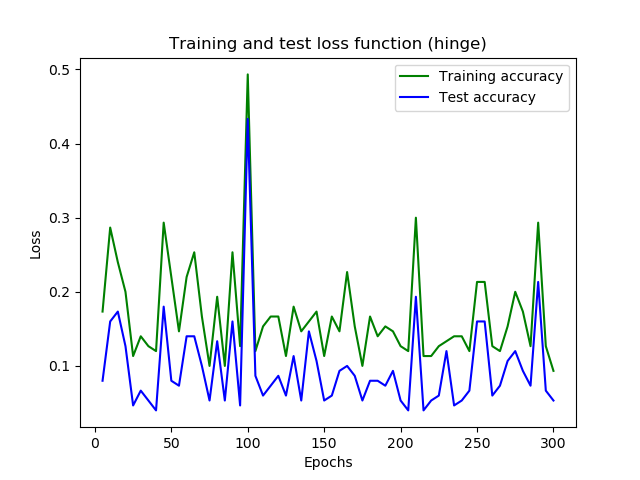 Training and test loss function (hinge)
Training accuracy
Test accuracy
Loss
0.5
0.4
0.3
0.2
0.1
0 50 100 150 200 250 300
Epochs